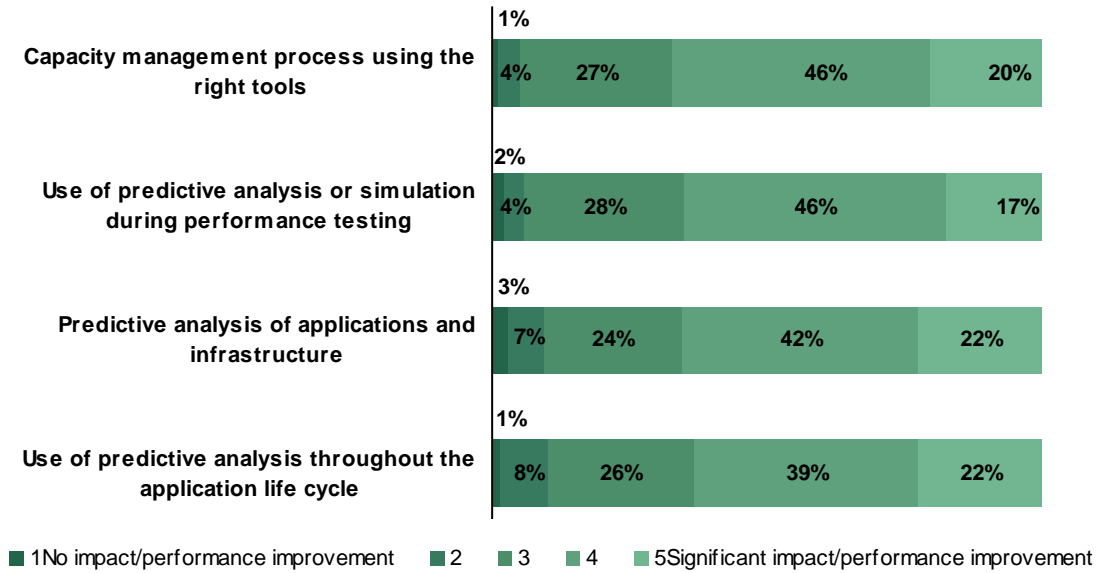 1%
Capacity management process using the
right tools
4% 27% 46% 20%
2%
Use of predictive analysis or simulation
during performance testing
4% 28% 46% 17%
3%
Predictive analysis of applications and
infrastructure
7% 24% 42% 22%
1%
Use of predictive analysis throughout the
application life cycle
8% 26% 39% 22%
1No impact/performance improvement 2 3 4 5Significant impact/performance improvement